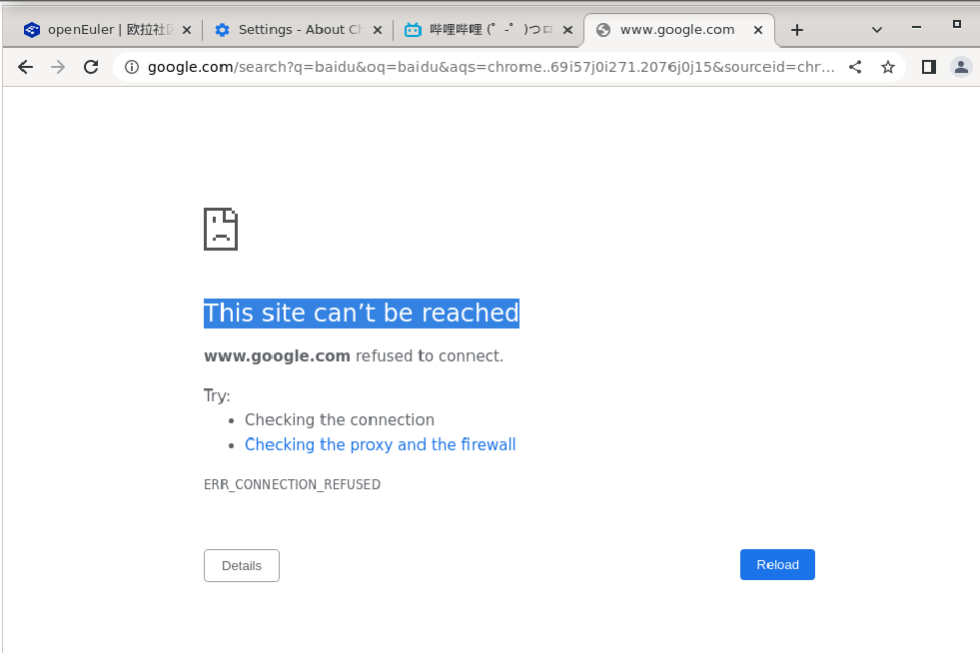 openEuler | 欧拉社区
Settings - About Ch
哔哩哔哩 (゜-゜)つロ
www.google.com
google.com/search?q=baidu&oq=baidu&aqs=chrome..69i57j0i271.2076j0j15&sourceid=chr...
This site can’t be reached
www.google.com refused to connect.
Try:
• Checking the connection
• Checking the proxy and the firewall
ERR_CONNECTION_REFUSED
Details
Reload